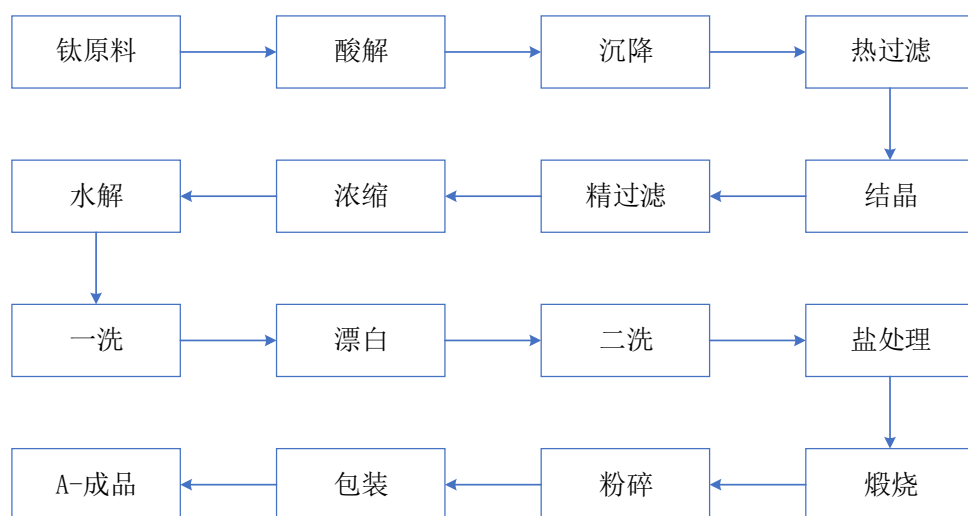 钛原料
酸解
沉降
热过滤
水解
浓缩
精过滤
结晶
一洗
漂白
二洗
盐处理
A-成品
包装
粉碎
煅烧